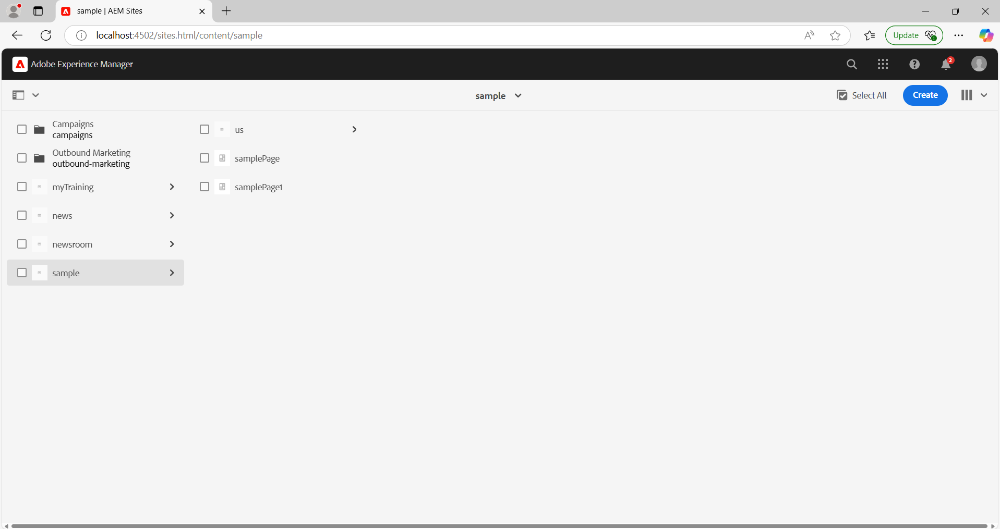 sample | AEM Sites
localhost:4502/sites.html/content/sample
Update
Adobe Experience Manager
2
sample
Select All
Create
Campaigns
campaigns
Outbound Marketing
outbound-marketing
myTraining
news
newsroom
sample
us
samplePage
samplePage1